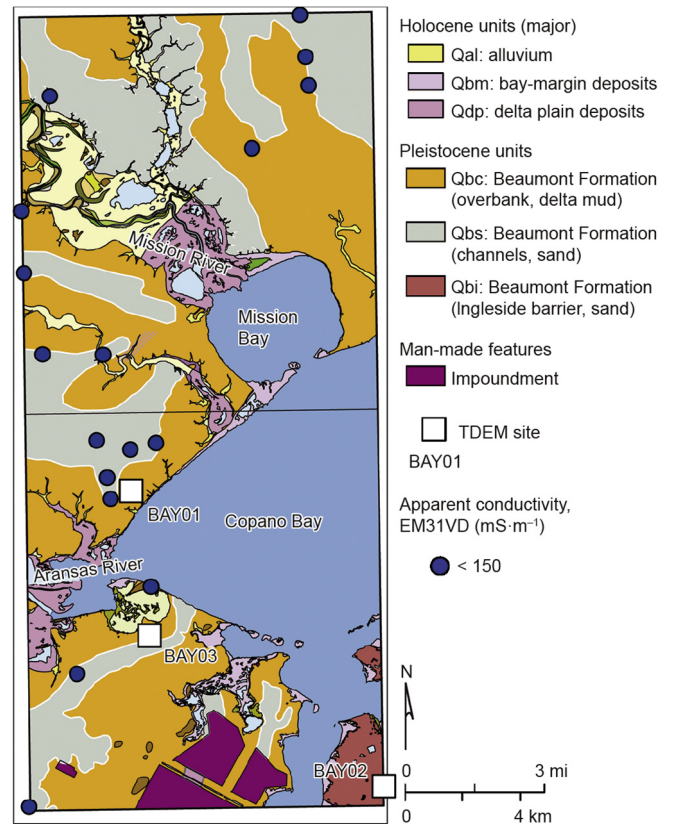 Mission River
Mission
Bay
BAY01
Copano Bay
Aransas River
BAY03
BAY02
Holocene units (major)
Qal: alluvium
Qbm: bay-margin deposits
Qdp: delta plain deposits
Pleistocene units
Qbc: Beaumont Formation
(overbank, delta mud)
Qbs: Beaumont Formation
(channels, sand)
Qbi: Beaumont Formation
(Ingleside barrier, sand)
Man-made features
Impoundment
TDEM site
BAY01
Apparent conductivity,
EM31VD (mS·m⁻¹)
< 150
N
0 3 mi
0 4 km